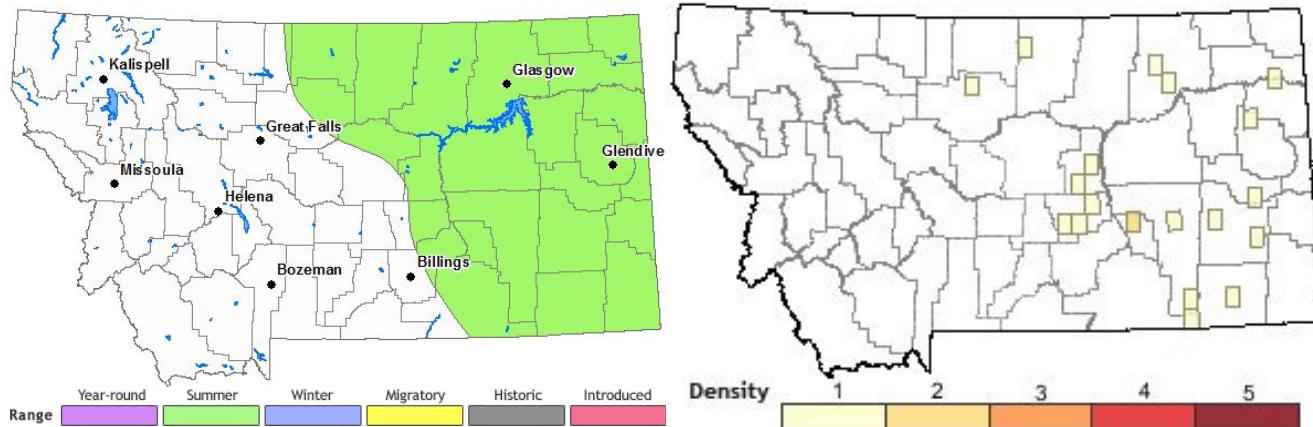 Kalispell
Glasgow
Great Falls
Glendive
Missoula
Helena
Billings
Bozeman
Year-round Summer Winter Migratory Historic Introduced
Range
Density 1 2 3 4 5